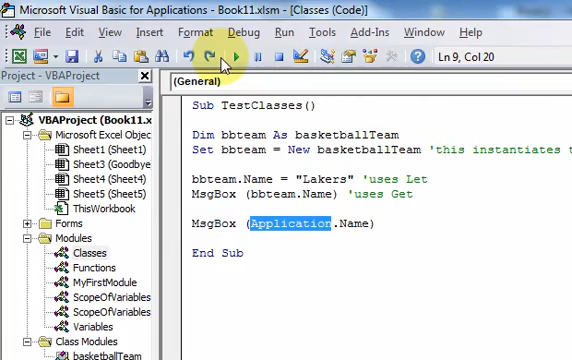 Microsoft Visual Basic for Applications - Book11.xlsm - [Classes (Code)]
File Edit View Insert Format Debug Run Tools Add-Ins Window Help
Ln 9, Col 20
Project - VBAProject
(General)
VBAProject (Book11.x
Microsoft Excel Objec
Sheet1 (Sheet1)
Sheet3 (Goodbye
Sheet4 (Sheet4)
Sheet5 (Sheet5)
ThisWorkbook
Forms
Modules
Classes
Functions
MyFirstModule
ScopeOfVariables
ScopeOfVariables
Variables
Class Modules
basketballTeam
Sub TestClasses()
Dim bbteam As basketballTeam
Set bbteam = New basketballTeam 'this instantiates t
bbteam.Name = "Lakers" 'uses Let
MsgBox (bbteam.Name) 'uses Get
MsgBox (Application.Name)
End Sub